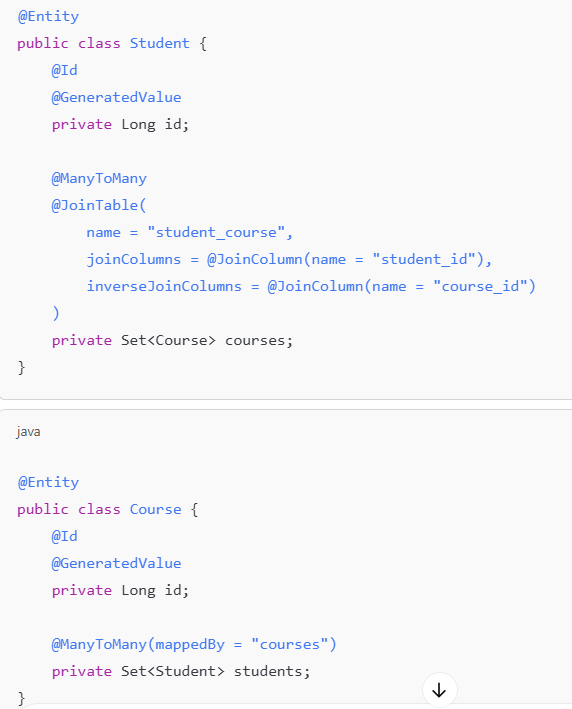 @Entity
public class Student {
    @Id
    @GeneratedValue
    private Long id;

    @ManyToMany
    @JoinTable(
        name = "student_course",
        joinColumns = @JoinColumn(name = "student_id"),
        inverseJoinColumns = @JoinColumn(name = "course_id")
    )
    private Set<Course> courses;
}
java
@Entity
public class Course {
    @Id
    @GeneratedValue
    private Long id;

    @ManyToMany(mappedBy = "courses")
    private Set<Student> students;
}